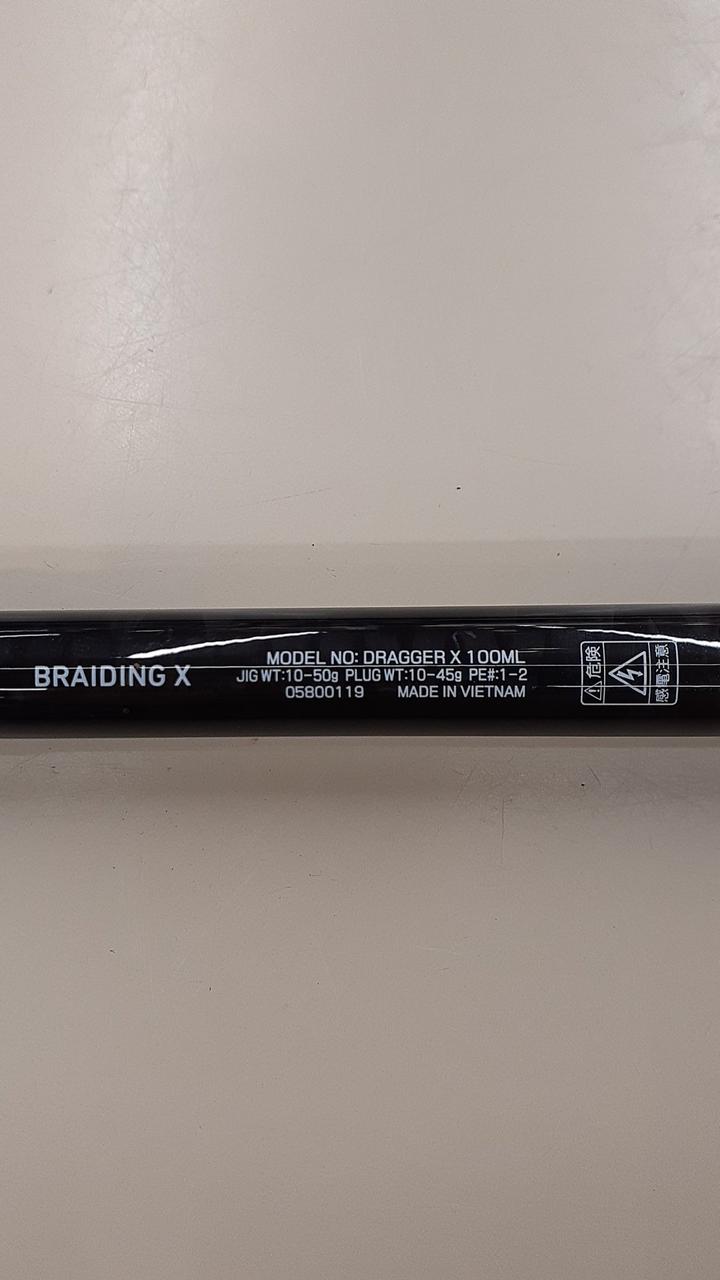 BRAIDING X
MODEL NO: DRAGGER X 100ML
JIG WT:10-50g PLUG WT:10-45g PE#:1-2
05800119 MADE IN VIETNAM
危険
感電注意